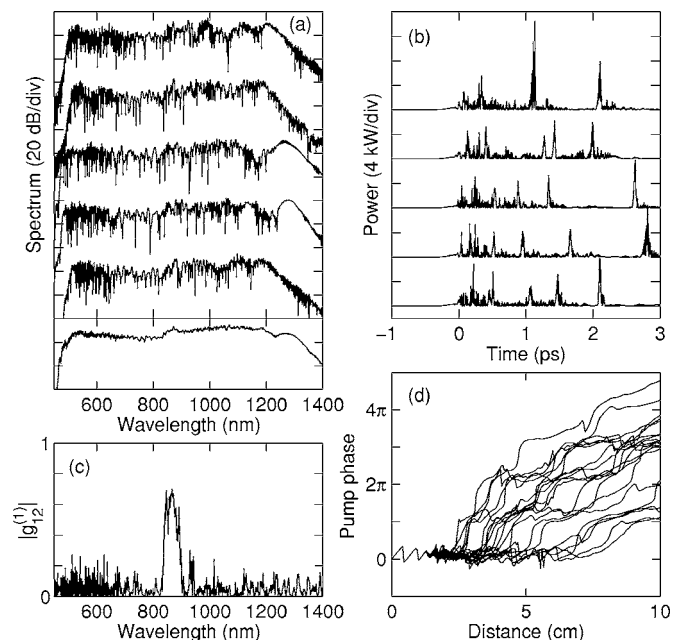 (a)
Spectrum (20 dB/div)
600 800 1000 1200 1400
Wavelength (nm)
(b)
Power (4 kW/div)
−1 0 1 2 3
Time (ps)
(c)
|g12(1)|
1
0
600 800 1000 1200 1400
Wavelength (nm)
(d)
Pump phase
4π
2π
0
0 5 10
Distance (cm)